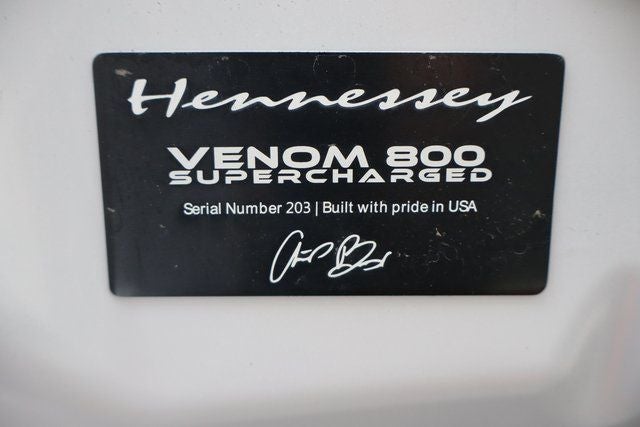 Hennessey
VENOM 800
SUPERCHARGED
Serial Number 203 | Built with pride in USA